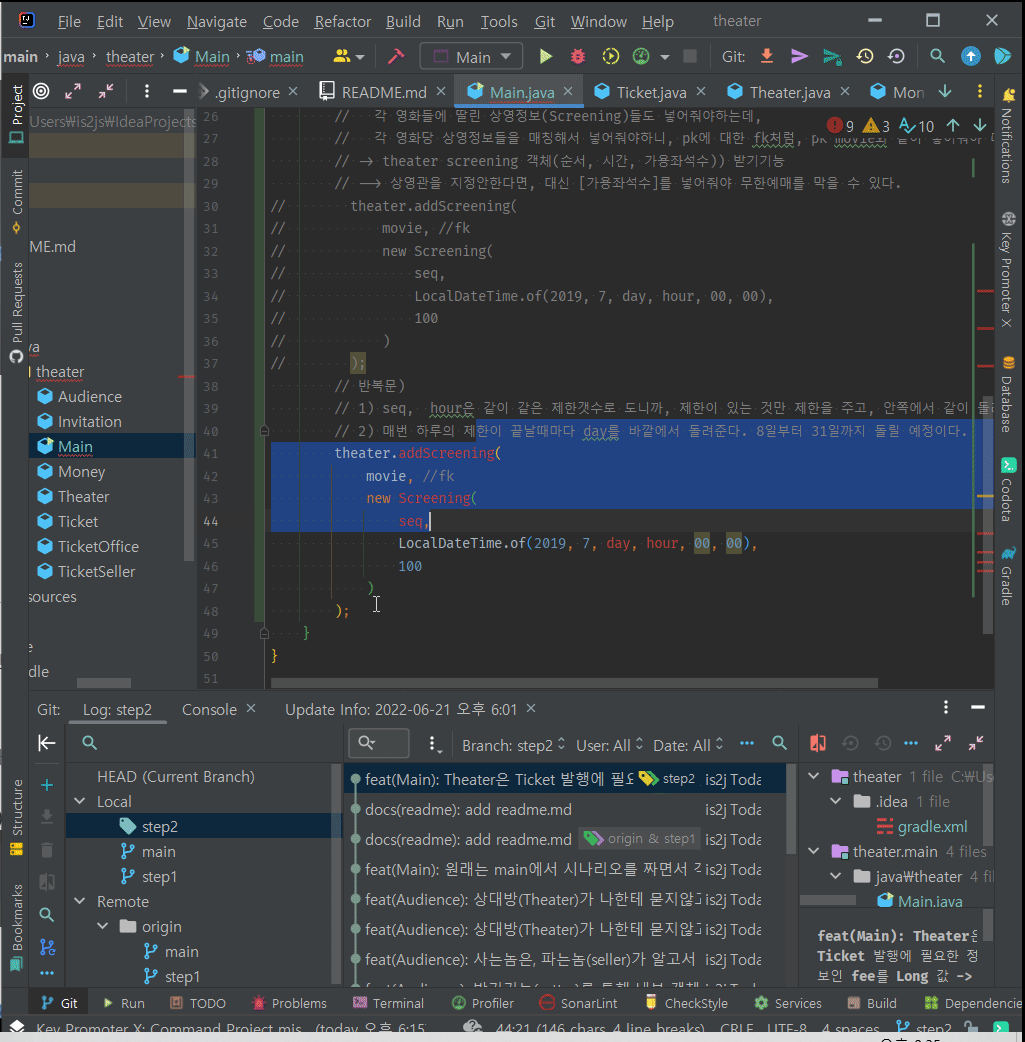 File Edit View Navigate Code Refactor Build Run Tools Git Window Help theater
main java theater Main main Main Git:
.gitignore README.md Main.java Ticket.java Theater.java Mon
Project
Commit
Pull Requests
Structure
Bookmarks
Notifications
Key Promoter X
Database
Codota
Gradle
Users₩is2js₩IdeaProjects
ME.md
theater
Audience
Invitation
Main
Money
Theater
Ticket
TicketOffice
TicketSeller
sources
9 3 10
26 // 각 영화들에 딸린 상영정보(Screening)들도 넣어줘야하는데,
27 // 각 영화당 상영정보들을 매칭해서 넣어줘야하니, pk에 대한 fk처럼, pk movie와
28 // -> theater screening 객체(순서, 시간, 가용좌석수)) 받기기능
29 // --> 상영관을 지정안한다면, 대신 [가용좌석수]를 넣어줘야 무한예매를 막을 수 있다.
30 // theater.addScreening(
31 // movie, //fk
32 // new Screening(
33 // seq,
34 // LocalDateTime.of(2019, 7, day, hour, 00, 00),
35 // 100
36 // )
37 // );
38 // 반복문)
39 // 1) seq, hour은 같이 같은 제한갯수로 도니까, 제한이 있는 것만 제한을 주고, 안쪽에서 같이
40 // 2) 매번 하루의 제한이 끝날때마다 day를 바깥에서 돌려준다. 8일부터 31일까지 돌릴 예정이다.
41 theater.addScreening(
42 movie, //fk
43 new Screening(
44 seq,
45 LocalDateTime.of(2019, 7, day, hour, 00, 00),
46 100
47 )
48 );
49 }
50 }
51
Git: Log: step2 Console Update Info: 2022-06-21 오후 6:01
Branch: step2 User: All Date: All
HEAD (Current Branch)
Local
step2
main
step1
Remote
origin
main
step1
feat(Main): Theater은 Ticket 발행에 필요 step2 is2j Toda
docs(readme): add readme.md is2j Toda
docs(readme): add readme.md origin & step1 is2j Toda
feat(Main): 원래는 main에서 시나리오를 짜면서 is2j Toda
feat(Audience): 상대방(Theater)가 나한테 묻지않고 is2j Toda
feat(Audience): 상대방(Theater)가 나한테 묻지않고 is2j Toda
feat(Audience): 사는놈은, 파는놈(seller)가 알고서 is2j Toda
theater 1 file
.idea 1 file
gradle.xml
theater.main 4 files
java₩theater
Main.java
feat(Main): Theater은
Ticket 발행에 필요한 정
보인 fee를 Long 값 ->
Git Run TODO Problems Terminal Profiler SonarLint CheckStyle Services Build Dependencie
Key Promoter X: Command Project mis (today 오후 6:15) 44:21 (146 chars, 4 line breaks) CRLF UTF-8 4 spaces step2